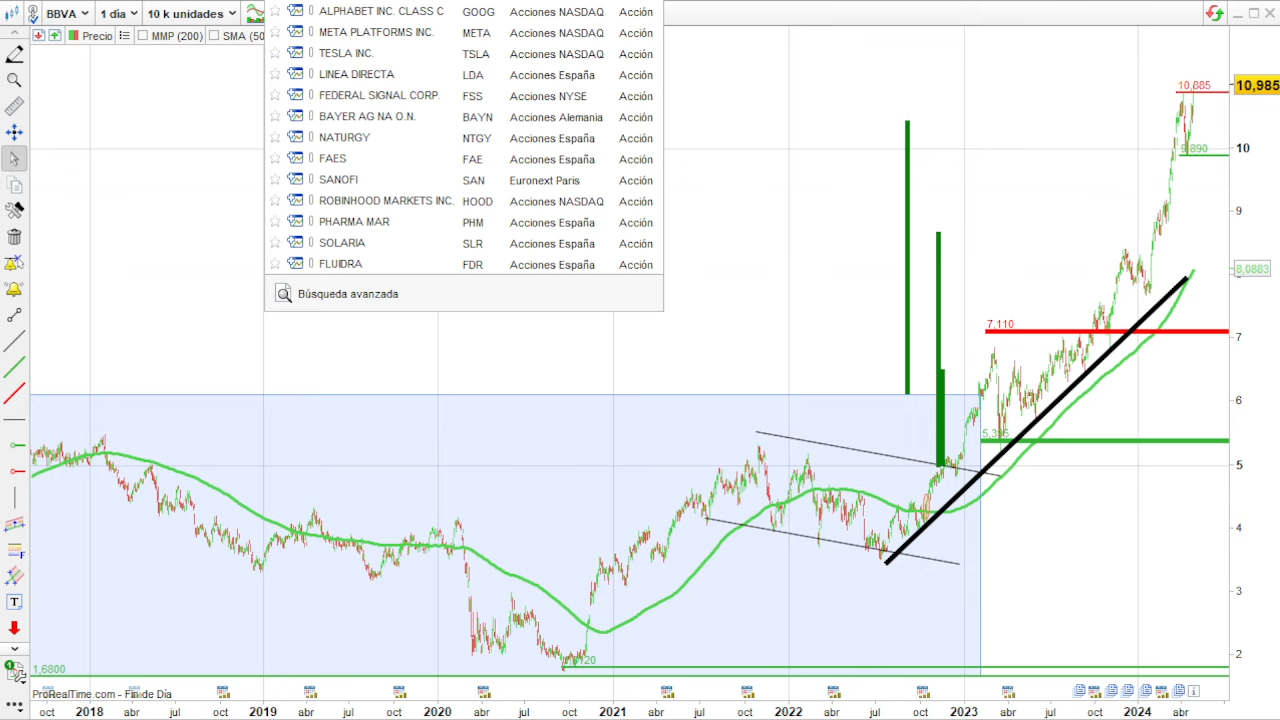 BBVA 1 día 10 k unidades
Precio MMP (200) SMA (50
ALPHABET INC. CLASS C GOOG Acciones NASDAQ Acción
META PLATFORMS INC. META Acciones NASDAQ Acción
TESLA INC. TSLA Acciones NASDAQ Acción
LINEA DIRECTA LDA Acciones España Acción
FEDERAL SIGNAL CORP. FSS Acciones NYSE Acción
BAYER AG NA O.N. BAYN Acciones Alemania Acción
NATURGY NTGY Acciones España Acción
FAES FAE Acciones España Acción
SANOFI SAN Euronext Paris Acción
ROBINHOOD MARKETS INC. HOOD Acciones NASDAQ Acción
PHARMA MAR PHM Acciones España Acción
SOLARIA SLR Acciones España Acción
FLUIDRA FDR Acciones España Acción
Búsqueda avanzada
10,885
10,985
10
9,890
9
8,0883
7,110
7
6
5,395
5
4
3
2
1,6800
ProRealTime.com - Fin de Día
oct 2018 abr jul oct 2019 abr jul oct 2020 abr jul oct 2021 abr jul oct 2022 abr jul oct 2023 abr jul oct 2024 abr